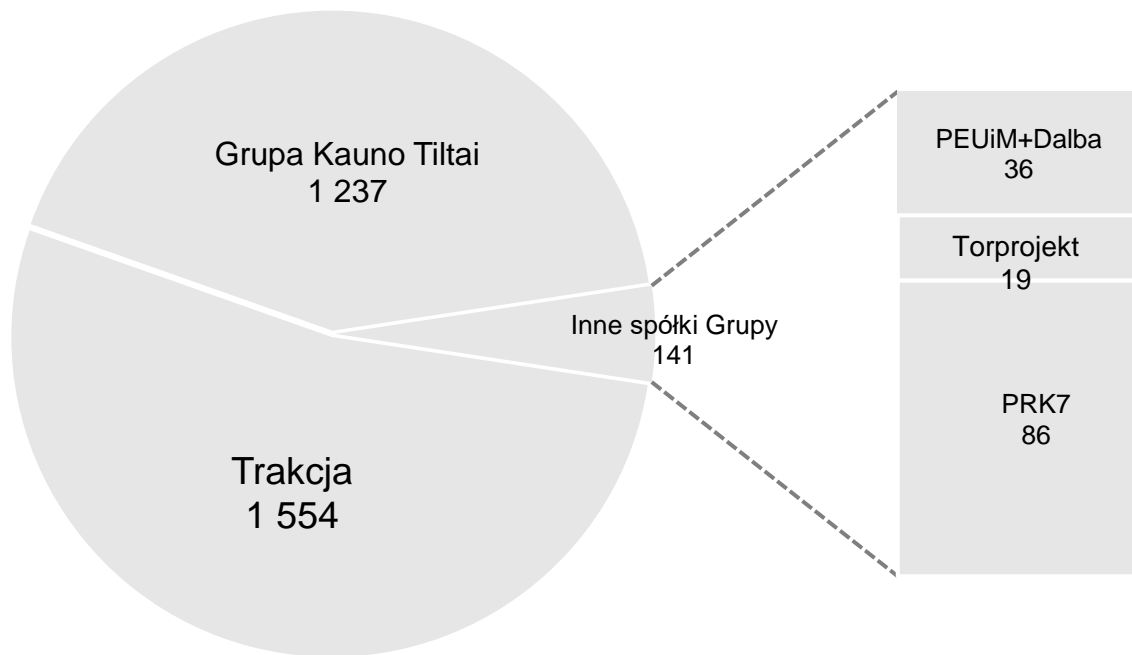 Grupa Kauno Tiltai
1 237
Inne spółki Grupy
141
Trakcja
1 554
PEUiM+Dalba
36
Torprojekt
19
PRK7
86